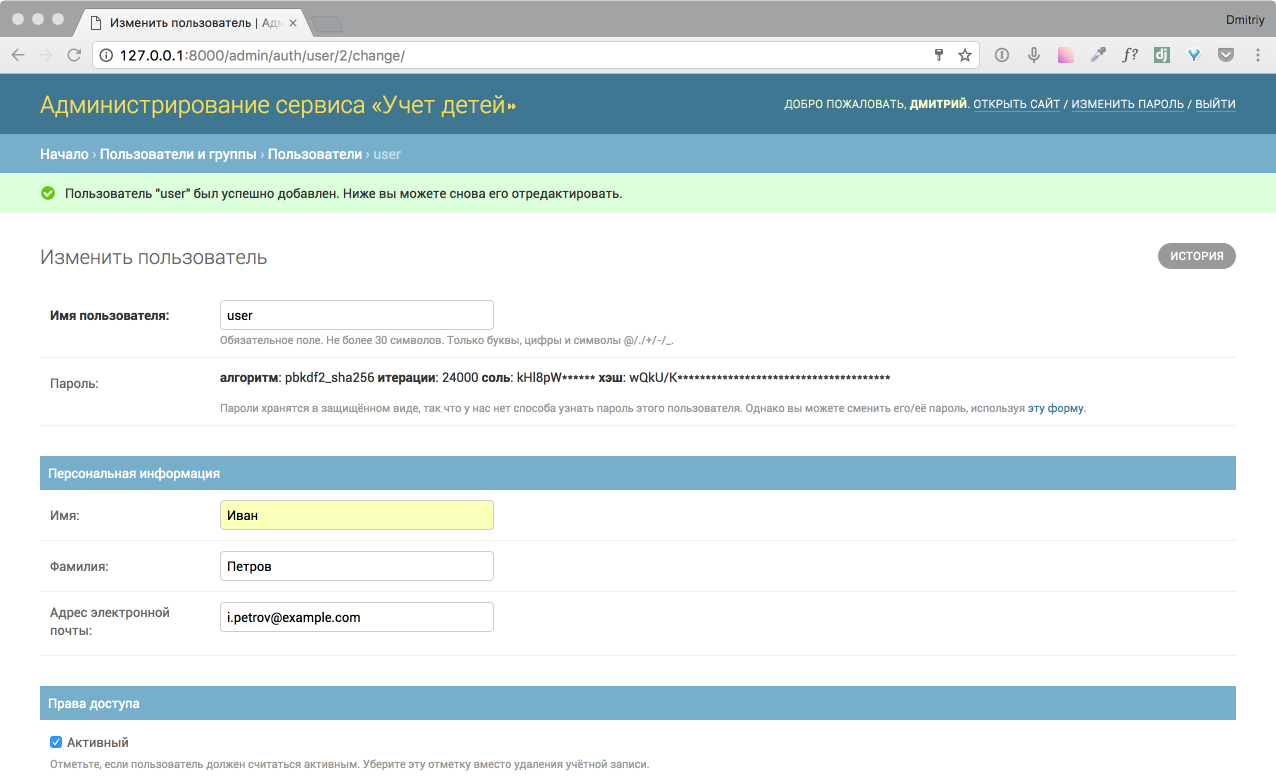 Изменить пользователь | Адм
Dmitriy
127.0.0.1:8000/admin/auth/user/2/change/
f?
dj
Администрирование сервиса «Учет детей»
ДОБРО ПОЖАЛОВАТЬ, ДМИТРИЙ. ОТКРЫТЬ САЙТ / ИЗМЕНИТЬ ПАРОЛЬ / ВЫЙТИ
Начало › Пользователи и группы › Пользователи › user
Пользователь "user" был успешно добавлен. Ниже вы можете снова его отредактировать.
Изменить пользователь
ИСТОРИЯ
Имя пользователя:
user
Обязательное поле. Не более 30 символов. Только буквы, цифры и символы @/./+/-/_.
Пароль:
алгоритм: pbkdf2_sha256 итерации: 24000 соль: kHl8pW****** хэш: wQkU/K**************************************
Пароли хранятся в защищённом виде, так что у нас нет способа узнать пароль этого пользователя. Однако вы можете сменить его/её пароль, используя эту форму.
Персональная информация
Имя:
Иван
Фамилия:
Петров
Адрес электронной
почты:
i.petrov@example.com
Права доступа
Активный
Отметьте, если пользователь должен считаться активным. Уберите эту отметку вместо удаления учётной записи.